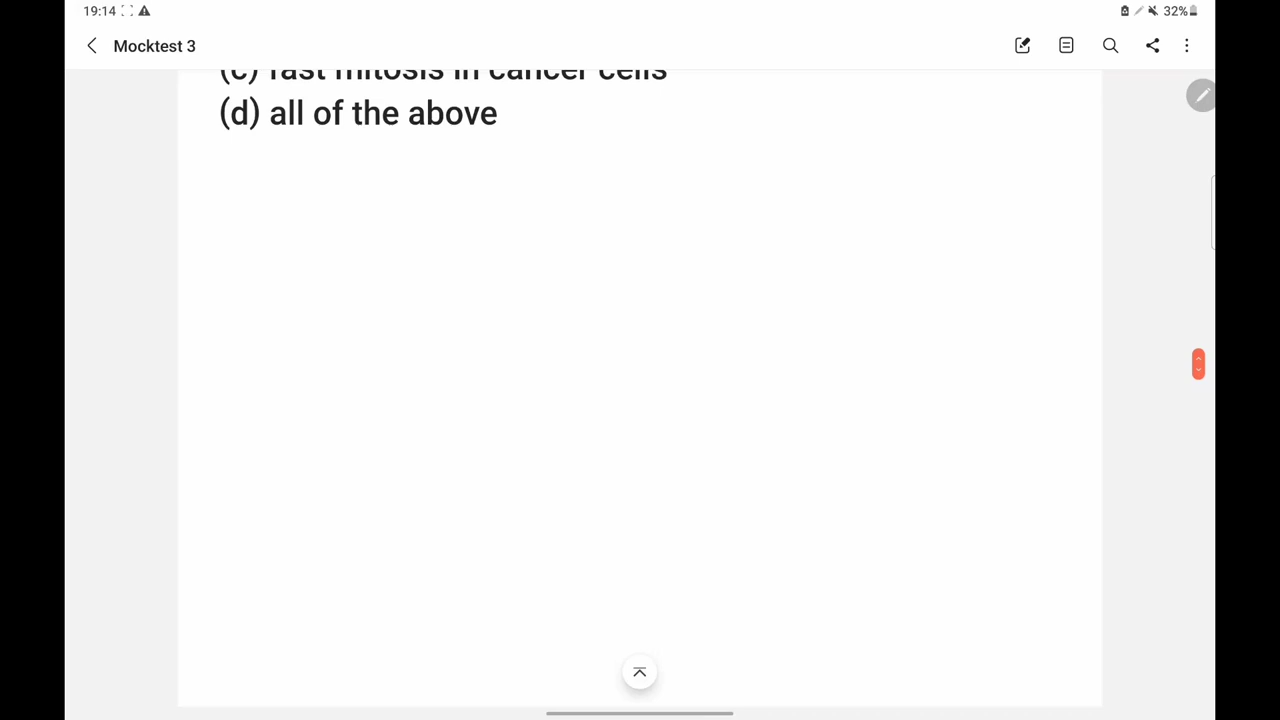 19:14
32%
Mocktest 3
(c) fast mitosis in cancer cells
(d) all of the above